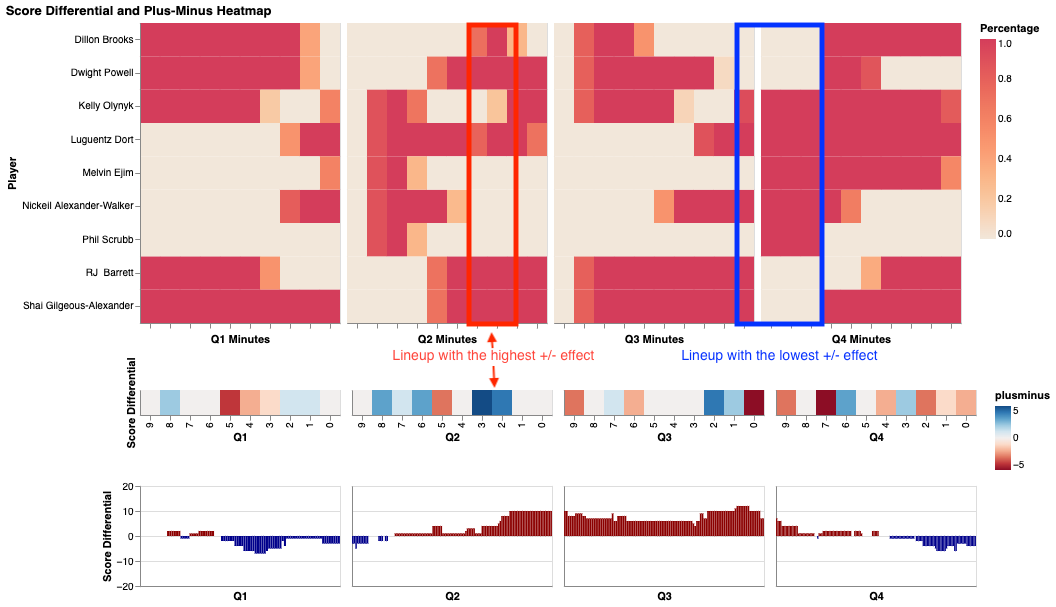 Score Differential and Plus-Minus Heatmap
Player
Dillon Brooks
Dwight Powell
Kelly Olynyk
Luguentz Dort
Melvin Ejim
Nickeil Alexander-Walker
Phil Scrubb
RJ Barrett
Shai Gilgeous-Alexander
Q1 Minutes
Q2 Minutes
Q3 Minutes
Q4 Minutes
Percentage
1.0
0.8
0.6
0.4
0.2
0.0
Lineup with the highest +/- effect
Lineup with the lowest +/- effect
Score Differential
9 8 7 6 5 4 3 2 1 0
9 8 7 6 5 4 3 2 1 0
9 8 7 6 5 4 3 2 1 0
9 8 7 6 5 4 3 2 1 0
Q1
Q2
Q3
Q4
plusminus
5
0
−5
Score Differential
20
10
0
−10
−20
Q1
Q2
Q3
Q4